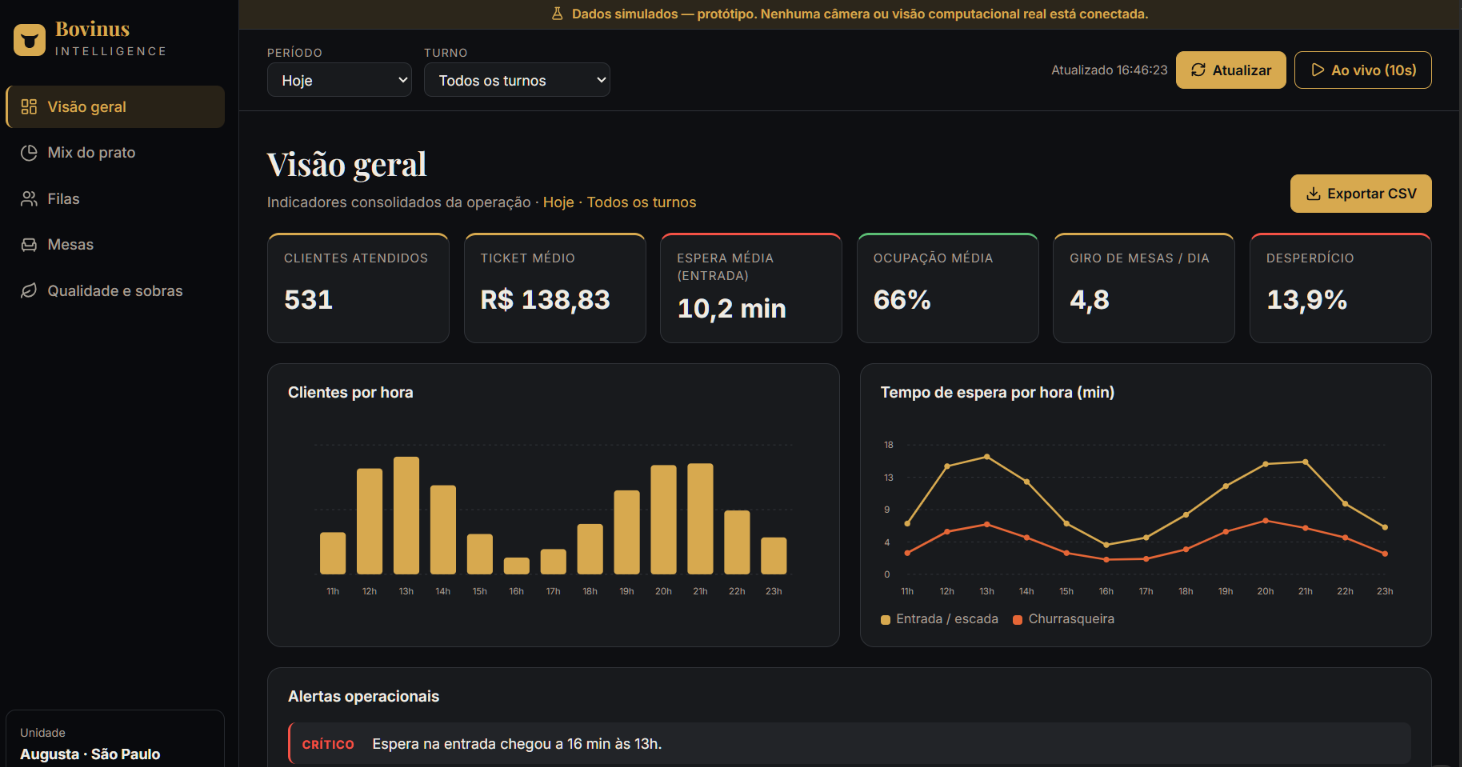 Bovinus
INTELLIGENCE
Dados simulados — protótipo. Nenhuma câmera ou visão computacional real está conectada.
PERÍODO
Hoje
TURNO
Todos os turnos
Atualizado 16:46:23
Atualizar
Ao vivo (10s)
Visão geral
Mix do prato
Filas
Mesas
Qualidade e sobras
Visão geral
Indicadores consolidados da operação · Hoje · Todos os turnos
Exportar CSV
CLIENTES ATENDIDOS
531
TICKET MÉDIO
R$ 138,83
ESPERA MÉDIA
(ENTRADA)
10,2 min
OCUPAÇÃO MÉDIA
66%
GIRO DE MESAS / DIA
4,8
DESPERDÍCIO
13,9%
Clientes por hora
11h 12h 13h 14h 15h 16h 17h 18h 19h 20h 21h 22h 23h
Tempo de espera por hora (min)
18
13
9
4
0
11h 12h 13h 14h 15h 16h 17h 18h 19h 20h 21h 22h 23h
Entrada / escada Churrasqueira
Alertas operacionais
CRÍTICO Espera na entrada chegou a 16 min às 13h.
Unidade
Augusta · São Paulo